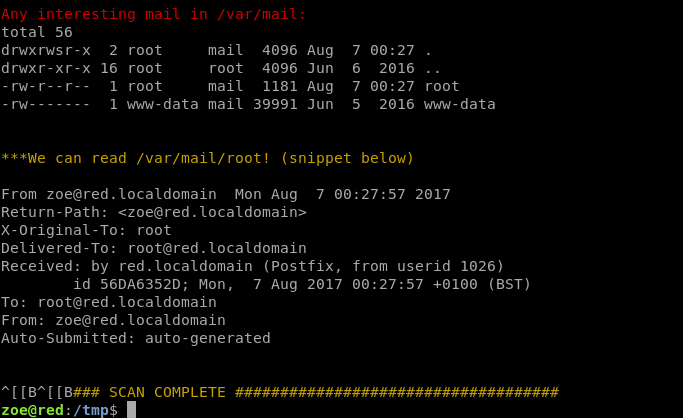 Any interesting mail in /var/mail:
total 56
drwxrwsr-x  2 root     mail  4096 Aug  7 00:27 .
drwxr-xr-x 16 root     root  4096 Jun  6  2016 ..
-rw-r--r--  1 root     mail  1181 Aug  7 00:27 root
-rw-------  1 www-data mail 39991 Jun  5  2016 www-data
***We can read /var/mail/root! (snippet below)
From zoe@red.localdomain  Mon Aug  7 00:27:57 2017
Return-Path: <zoe@red.localdomain>
X-Original-To: root
Delivered-To: root@red.localdomain
Received: by red.localdomain (Postfix, from userid 1026)
        id 56DA6352D; Mon,  7 Aug 2017 00:27:57 +0100 (BST)
To: root@red.localdomain
From: zoe@red.localdomain
Auto-Submitted: auto-generated
^[[B^[[B### SCAN COMPLETE ####################################
zoe@red:/tmp$